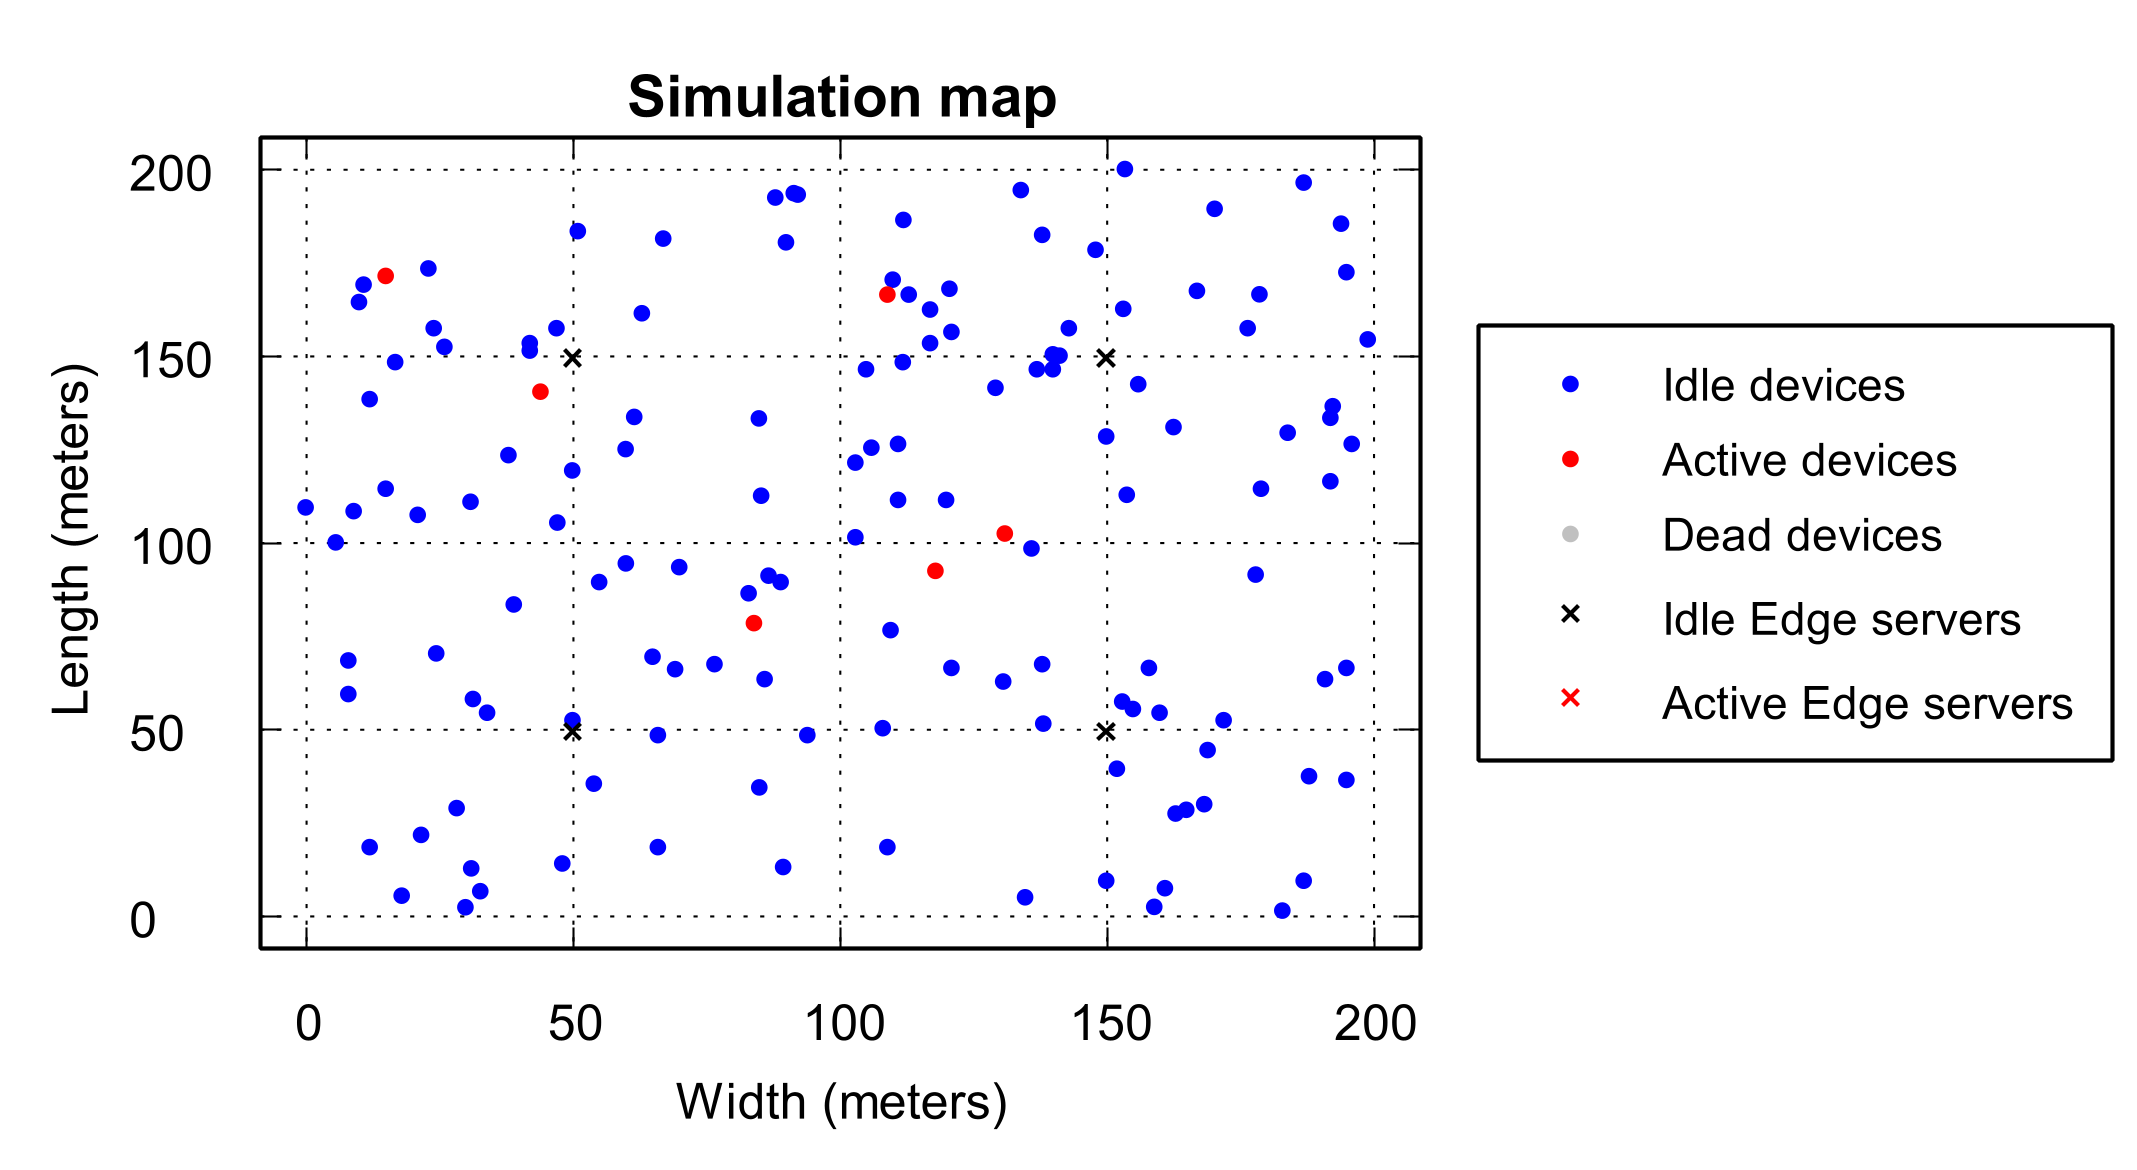 Simulation map
200
150
100
50
0
Length (meters)
0 50 100 150 200
Width (meters)
Idle devices
Active devices
Dead devices
Idle Edge servers
Active Edge servers